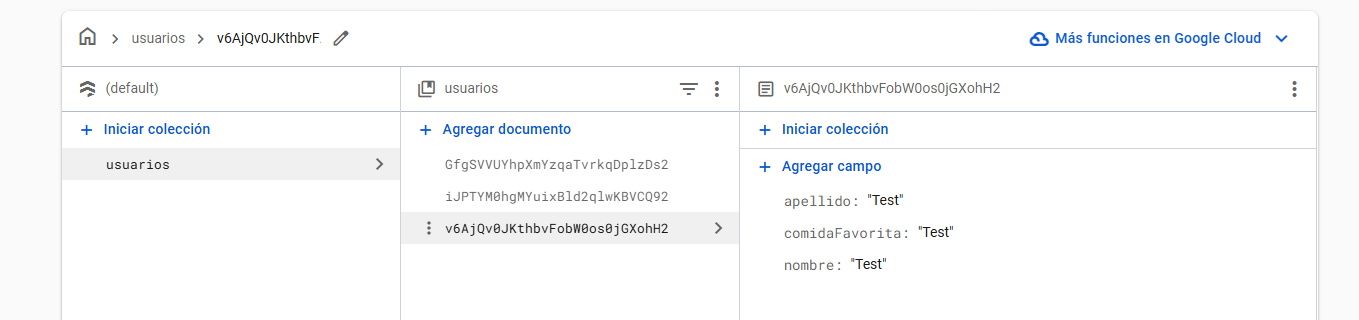 usuarios
v6AjQv0JKthbvF
Más funciones en Google Cloud
(default)
usuarios
v6AjQv0JKthbvFobW0os0jGXohH2
Iniciar colección
Agregar documento
Iniciar colección
usuarios
GfgSVVUYhpXmYzqaTvrkqDplzDs2
iJPTYM0hgMYuixBld2qlwKBVCQ92
v6AjQv0JKthbvFobW0os0jGXohH2
Agregar campo
apellido: "Test"
comidaFavorita: "Test"
nombre: "Test"